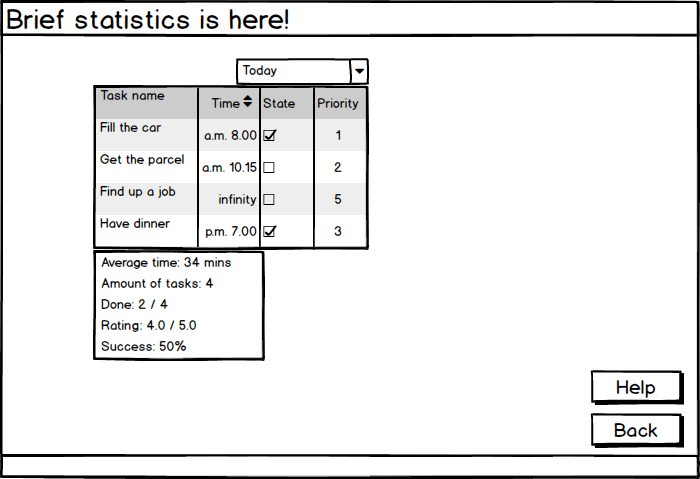 Brief statistics is here!
Today
Task name Time State Priority
Fill the car a.m. 8.00 1
Get the parcel a.m. 10.15 2
Find up a job infinity 5
Have dinner p.m. 7.00 3
Average time: 34 mins
Amount of tasks: 4
Done: 2 / 4
Rating: 4.0 / 5.0
Success: 50%
Help
Back